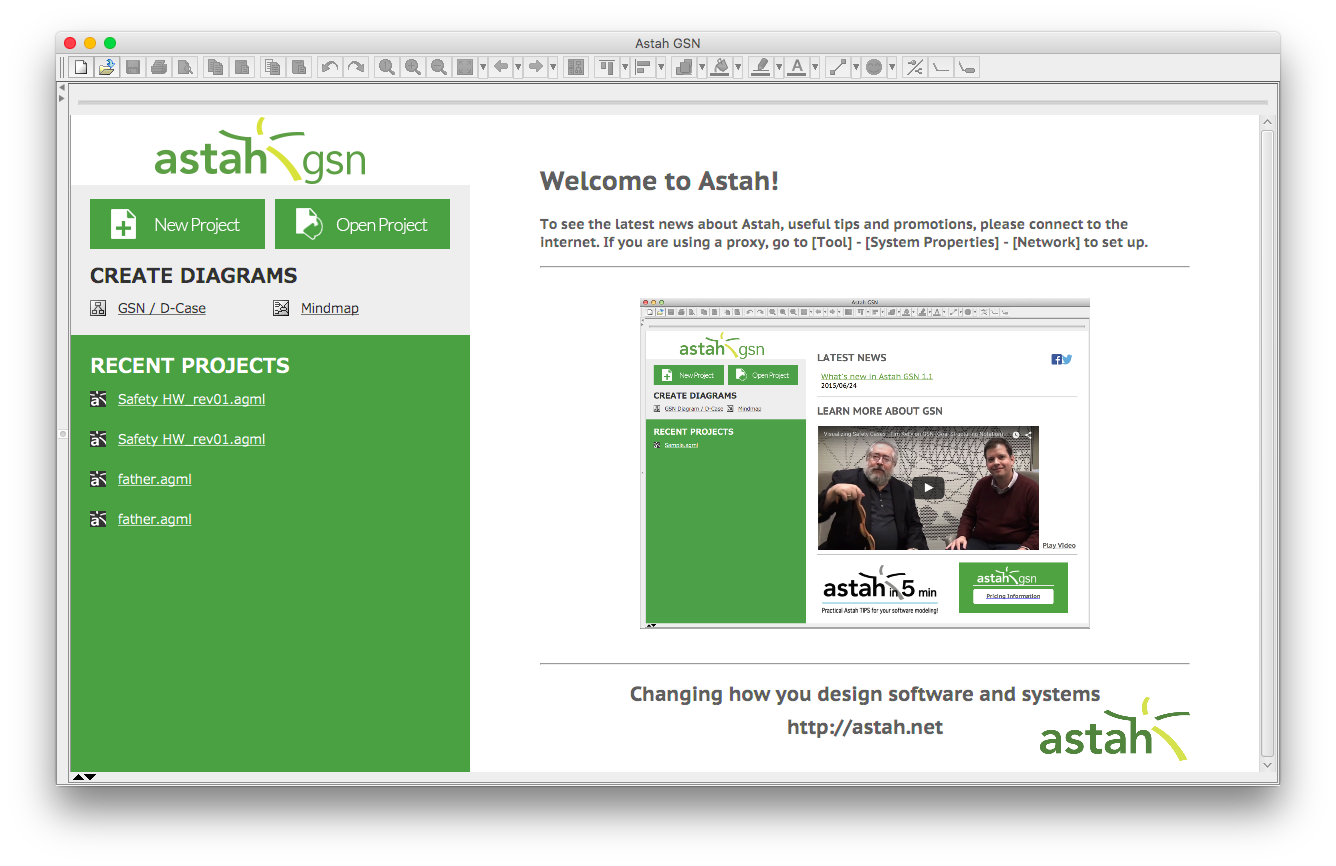 Astah GSN
astah gsn
New Project
Open Project
CREATE DIAGRAMS
GSN / D-Case
Mindmap
RECENT PROJECTS
Safety HW_rev01.agml
Safety HW_rev01.agml
father.agml
father.agml
Welcome to Astah!
To see the latest news about Astah, useful tips and promotions, please connect to the
internet. If you are using a proxy, go to [Tool] - [System Properties] - [Network] to set up.
Astah GSN
astah gsn
New Project
Open Project
CREATE DIAGRAMS
GSN Diagram / D-Case
Mindmap
RECENT PROJECTS
Sample.agml
LATEST NEWS
What's new in Astah GSN 1.1
2015/06/24
LEARN MORE ABOUT GSN
Play Video
astah in 5 min
Practical Astah TIPS for your software modeling!
astah gsn
Pricing Information
Changing how you design software and systems
http://astah.net
astah